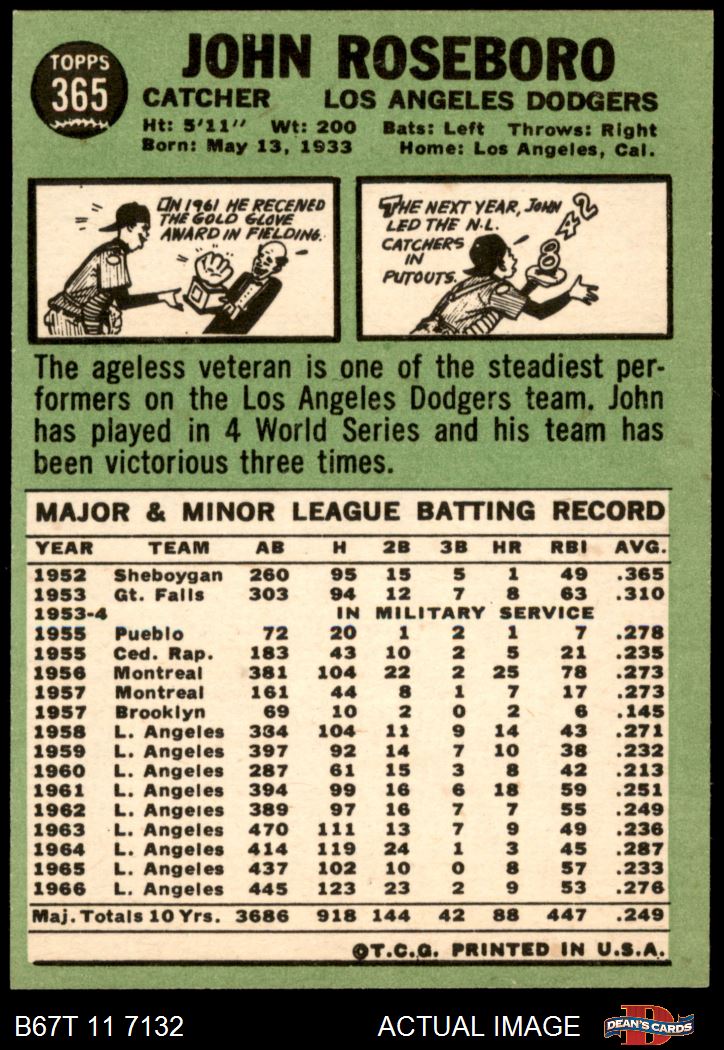 TOPPS
365
JOHN ROSEBORO
CATCHER LOS ANGELES DODGERS
Ht: 5'11" Wt: 200 Bats: Left Throws: Right
Born: May 13, 1933 Home: Los Angeles, Cal.
IN 1961 HE RECENED
THE GOLD GLOVE
AWARD IN FIELDING.
THE NEXT YEAR, JOHN
LED THE N.L.
CATCHERS
IN
PUTOUTS.
842
The ageless veteran is one of the steadiest per-
formers on the Los Angeles Dodgers team. John
has played in 4 World Series and his team has
been victorious three times.
MAJOR & MINOR LEAGUE BATTING RECORD
YEAR TEAM AB H 2B 3B HR RBI AVG.
1952 Sheboygan 260 95 15 5 1 49 .365
1953 Gt. Falls 303 94 12 7 8 63 .310
1953-4 IN MILITARY SERVICE
1955 Pueblo 72 20 1 2 1 7 .278
1955 Ced. Rap. 183 43 10 2 5 21 .235
1956 Montreal 381 104 22 2 25 78 .273
1957 Montreal 161 44 8 1 7 17 .273
1957 Brooklyn 69 10 2 0 2 6 .145
1958 L. Angeles 384 104 11 9 14 43 .271
1959 L. Angeles 397 92 14 7 10 38 .232
1960 L. Angeles 287 61 15 3 8 42 .213
1961 L. Angeles 394 99 16 6 18 59 .251
1962 L. Angeles 389 97 16 7 7 55 .249
1963 L. Angeles 470 111 13 7 9 49 .236
1964 L. Angeles 414 119 24 1 3 45 .287
1965 L. Angeles 437 102 10 0 8 57 .233
1966 L. Angeles 445 123 23 2 9 53 .276
Maj. Totals 10 Yrs. 3686 918 144 42 88 447 .249
©T.C.G. PRINTED IN U.S.A.
B67T 11 7132 ACTUAL IMAGE
D
DEAN'S CARDS